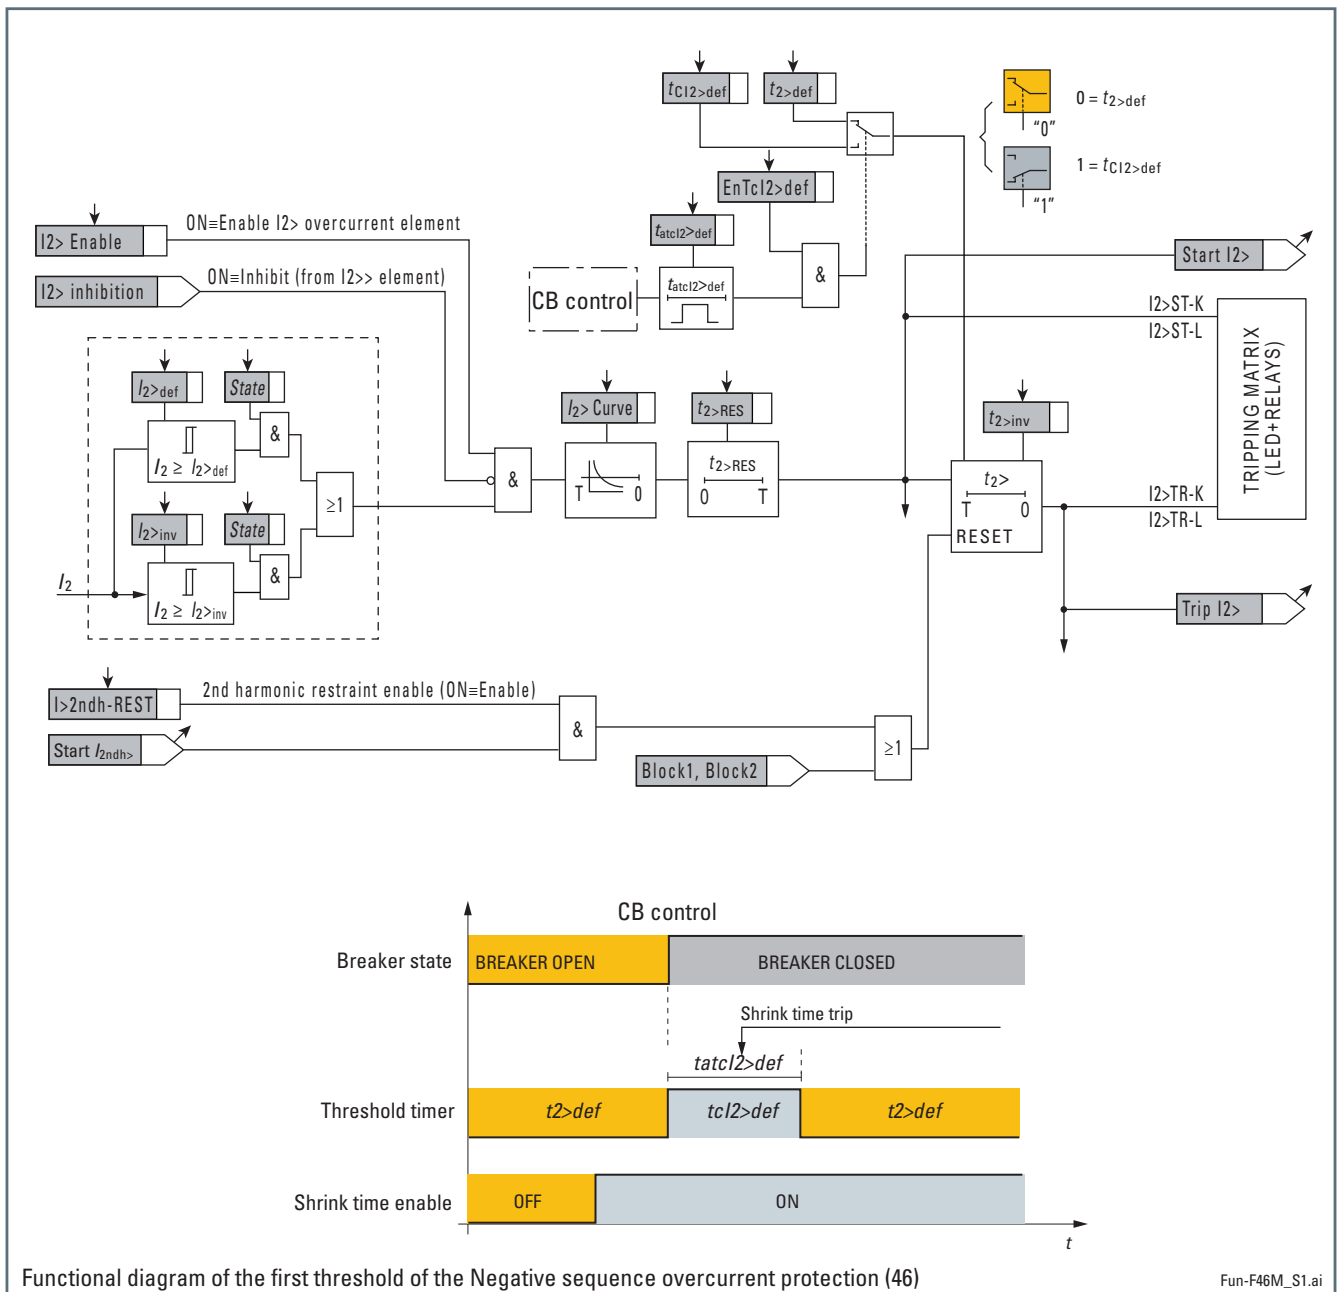 tCI2>def
t2>def
0 = t2>def
"0"
1 = tCI2>def
"1"
EnTcI2>def
tatcI2>def
I2> Enable
ON≡Enable I2> overcurrent element
I2> inhibition
ON≡Inhibit (from I2>> element)
CB control
tatcI2>def
&
Start I2>
I2>ST-K
I2>ST-L
TRIPPING MATRIX
(LED+RELAYS)
I2>def
State
I2 ≥ I2>def
&
I2>inv
State
I2 ≥ I2>inv
&
I2
≥1
&
I2> Curve
T 0
t2>RES
t2>RES
0 T
t2>inv
t2>
T 0
RESET
I2>TR-K
I2>TR-L
Trip I2>
I>2ndh-REST
2nd harmonic restraint enable (ON≡Enable)
Start I2ndh>
&
Block1, Block2
≥1
CB control
Breaker state
BREAKER OPEN
BREAKER CLOSED
Shrink time trip
tatcI2>def
Threshold timer
t2>def
tcI2>def
t2>def
Shrink time enable
OFF
ON
t
Functional diagram of the first threshold of the Negative sequence overcurrent protection (46)
Fun-F46M_S1.ai